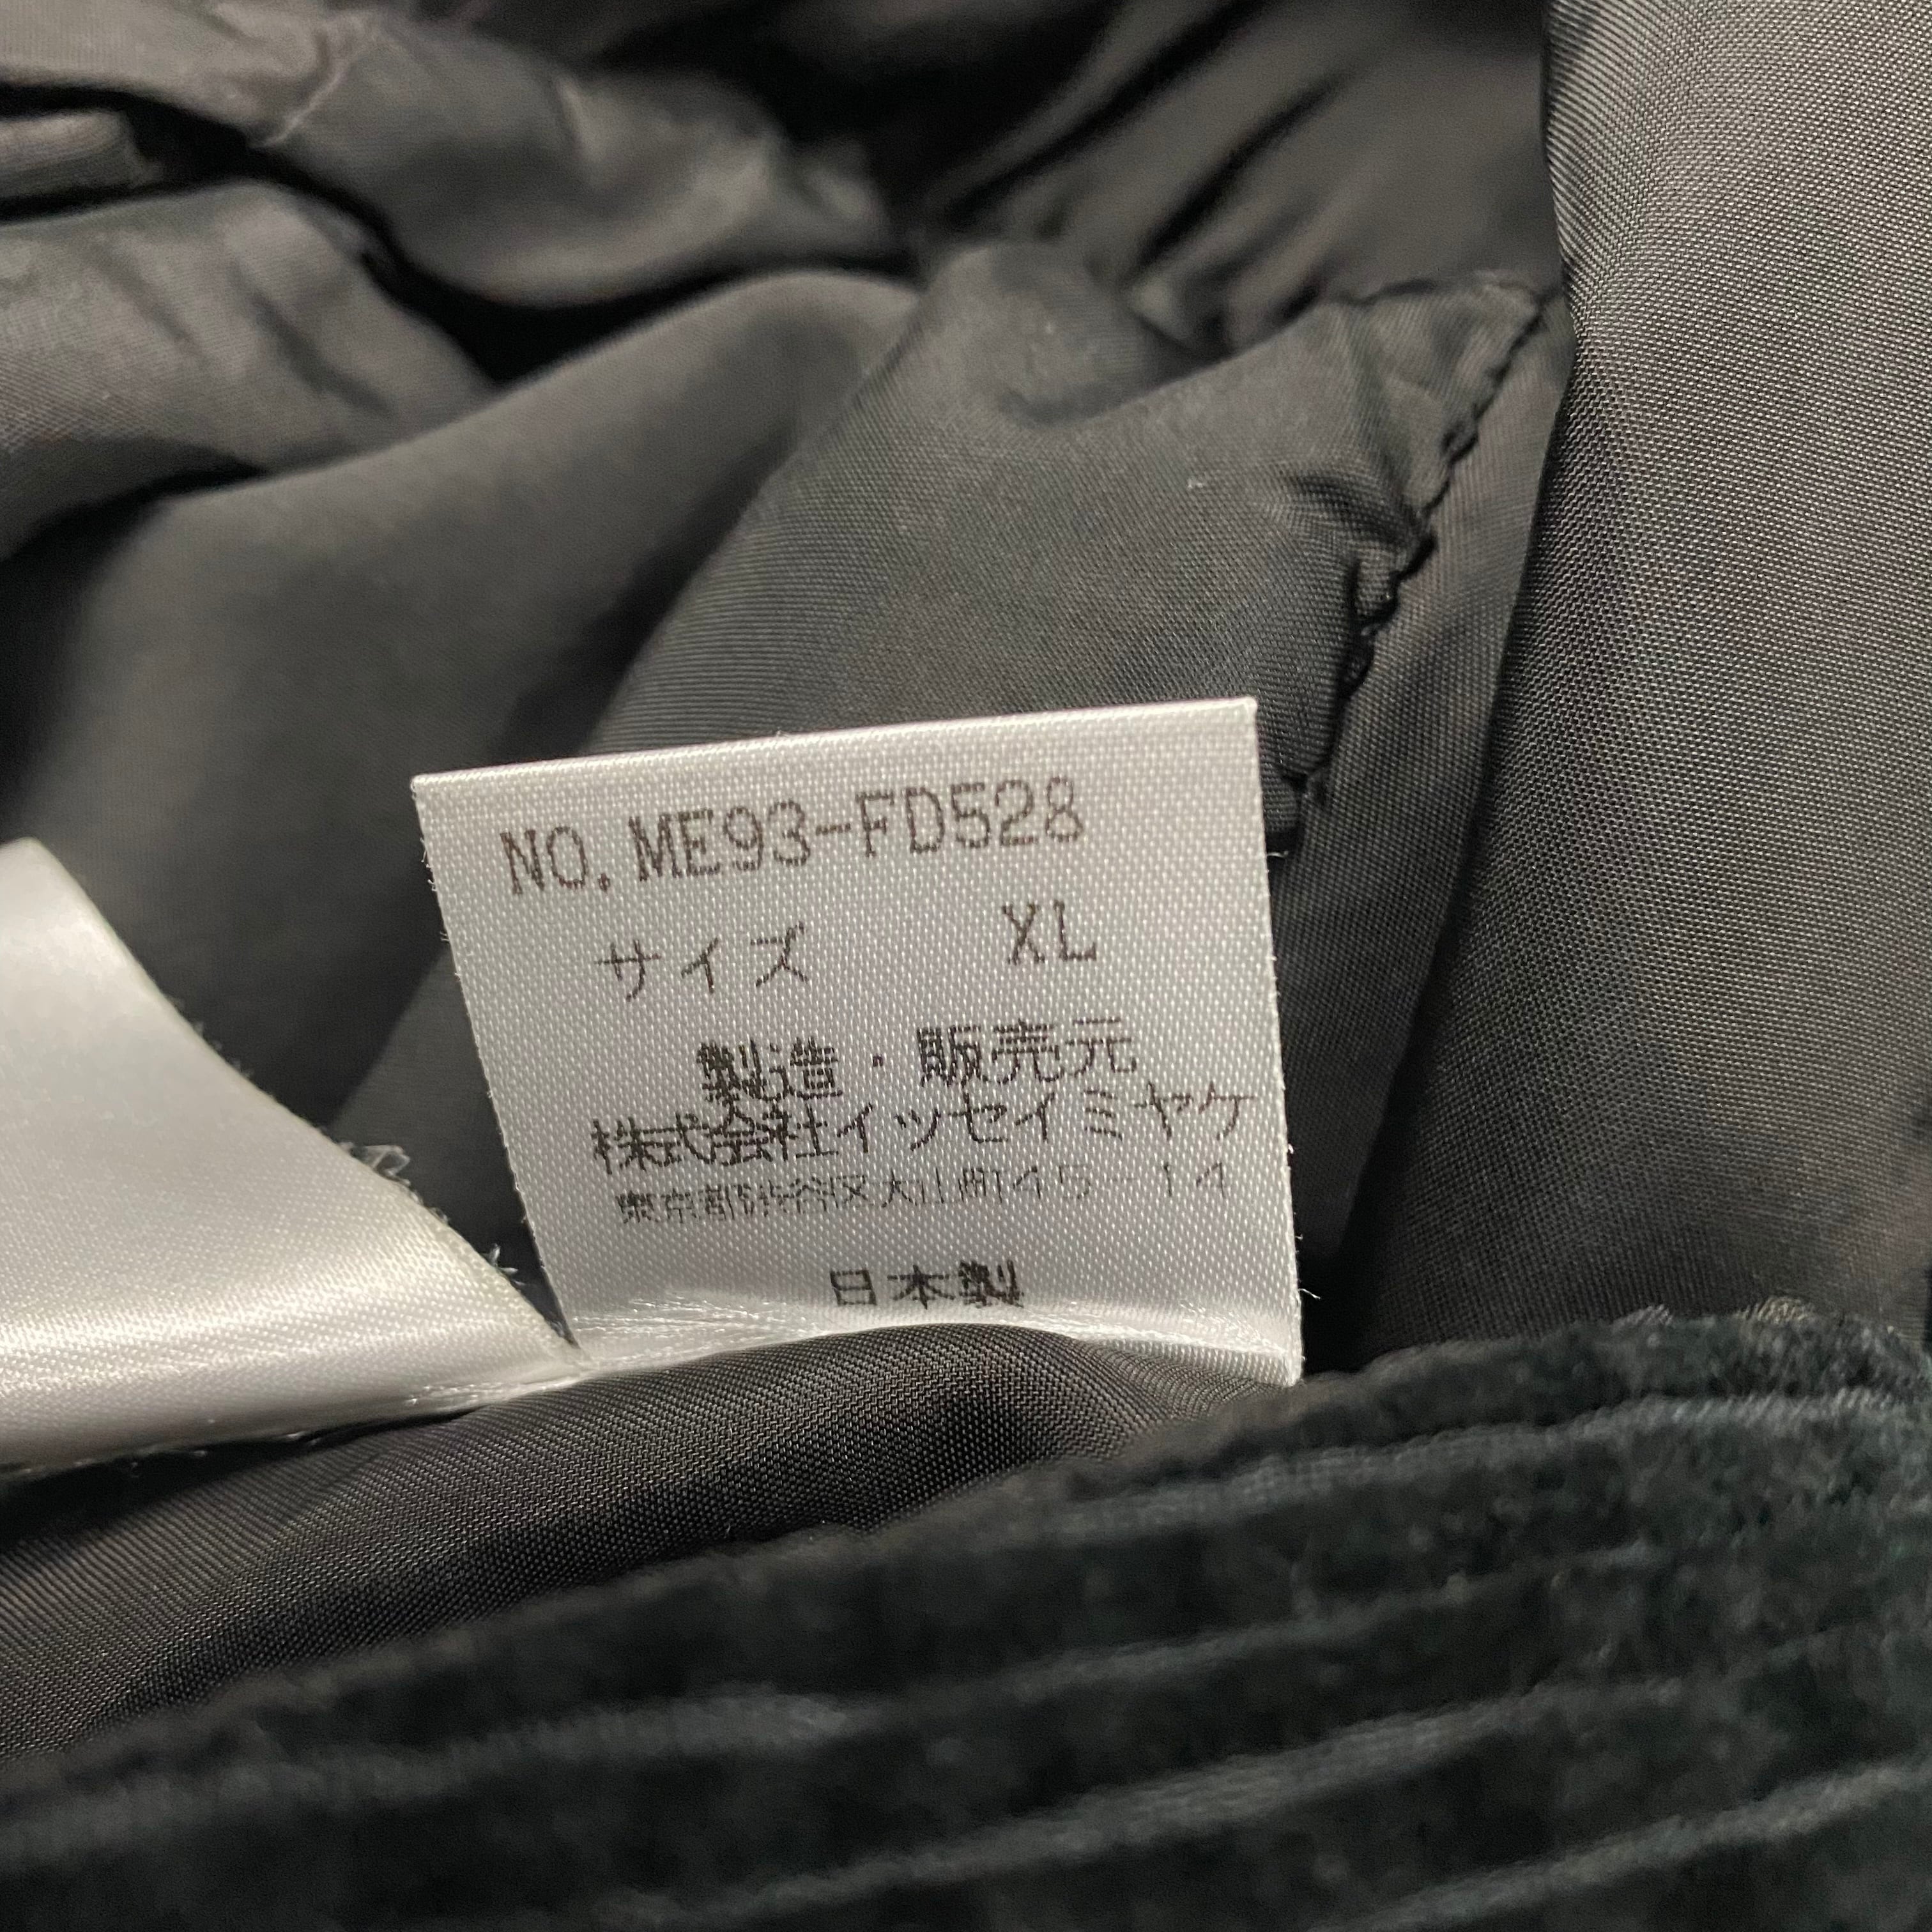 NO.ME93-FD528
サイズ XL
製造・販売元
株式会社イッセイミヤケ
東京都渋谷区大山町45-14
日本製